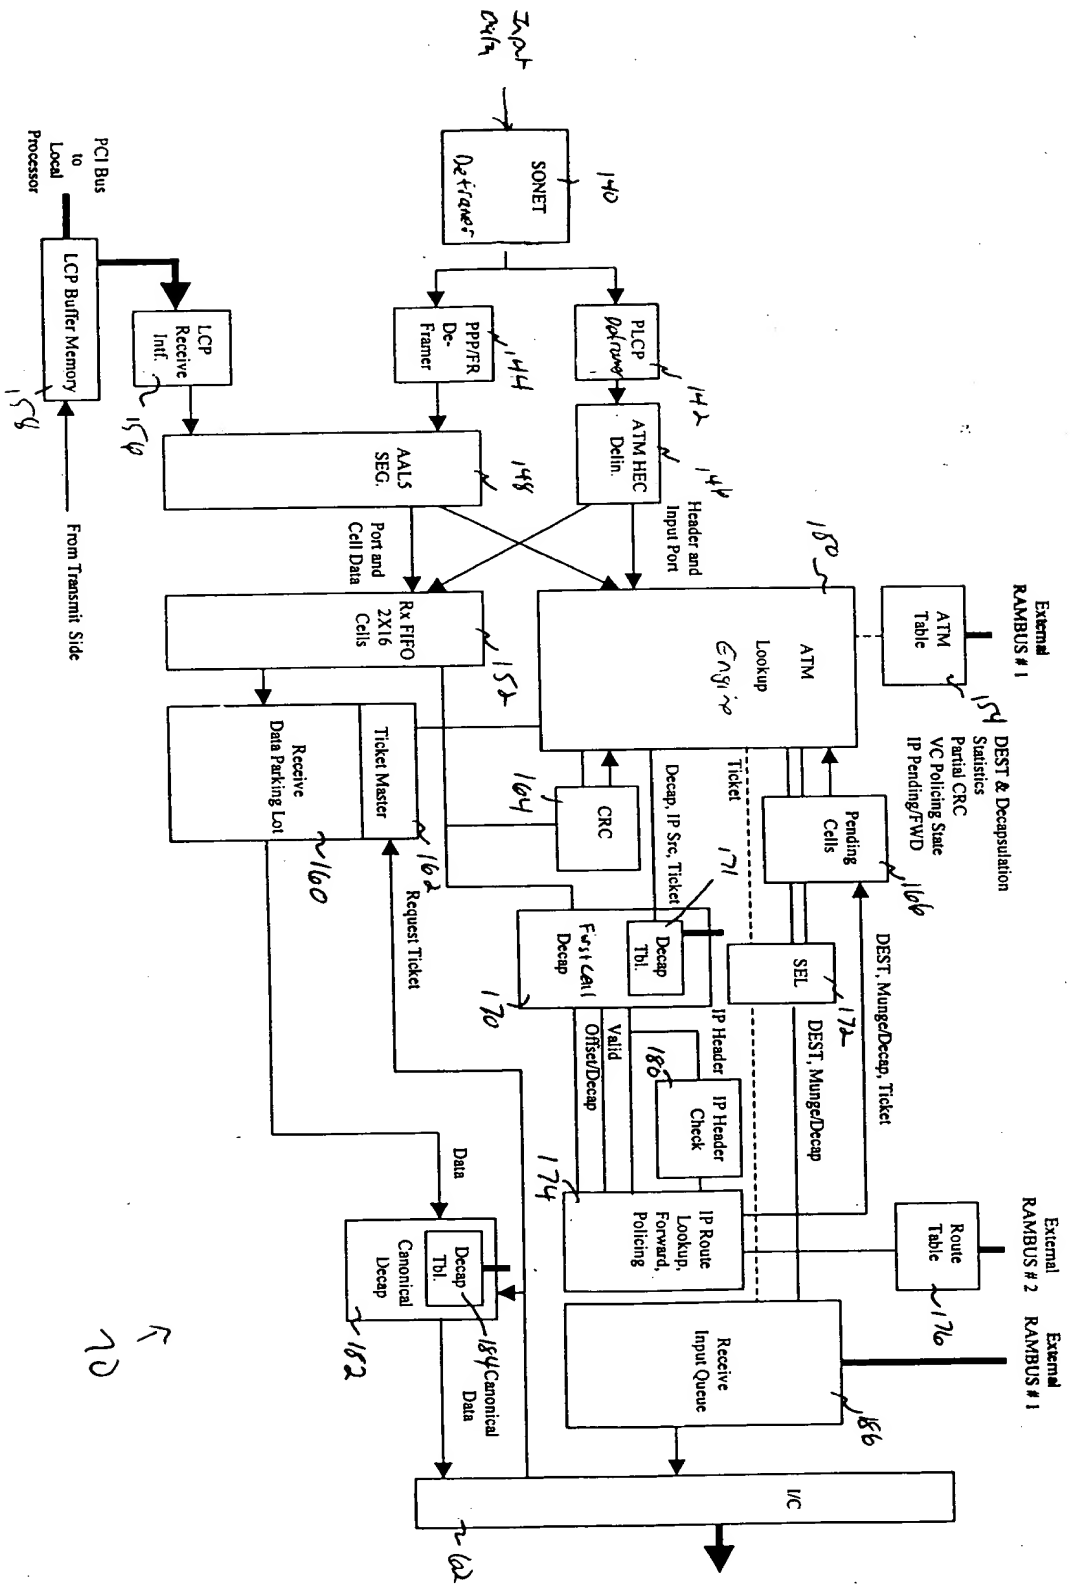 Input
Data
SONET
Deframer
140
PLCP
Deframer
142
PPP/FR
De-
Framer
144
ATM HEC
Delin.
146
AAL5
SEG.
148
LCP
Receive
Intf.
156
PCI Bus
to
Local
Processor
LCP Buffer Memory
158
From Transmit Side
Header and
Input Port
Port and
Cell Data
Rx FIFO
2X16
Cells
152
150
ATM
Lookup
Engine
External
RAMBUS # 1
ATM
Table
154
DEST & Decapsulation
Statistics
Partial CRC
VC Policing State
IP Pending/FWD
Ticket Master
162
Receive
Data Parking Lot
160
Request Ticket
CRC
164
Decap, IP Src, Ticket
Ticket
171
Pending
Cells
166
SEL
172
DEST, Munge/Decap, Ticket
DEST, Munge/Decap
Decap
Tbl.
First Cell
Decap
170
IP Header
Valid
Offset/Decap
IP Header
Check
180
174
IP Route
Lookup,
Forward,
Policing
Route
Table
176
External
RAMBUS # 2
External
RAMBUS # 1
Receive
Input Queue
186
Data
Decap
Tbl.
184
Canonical
Decap
182
Canonical
Data
I/C
62
70